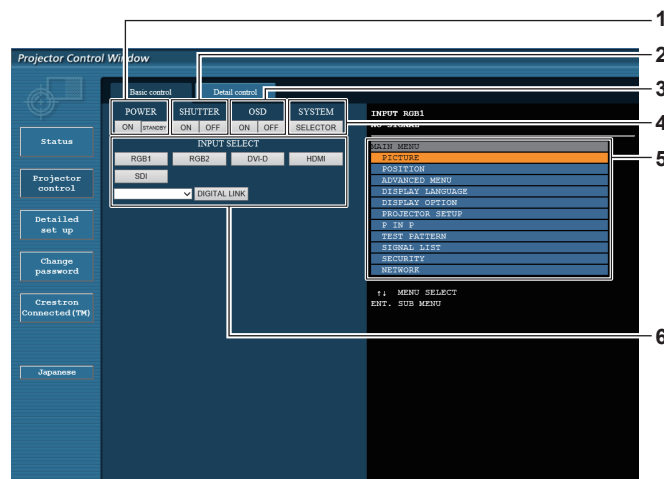 1
Projector Control Window
2
Basic control
Detail control
3
POWER
SHUTTER
OSD
SYSTEM
INPUT RGB1
ON
STANDBY
ON
OFF
ON
OFF
SELECTOR
4
NO SIGNAL
Status
INPUT SELECT
MAIN MENU
RGB1
RGB2
DVI-D
HDMI
PICTURE
5
POSITION
SDI
ADVANCED MENU
Projector
control
DIGITAL LINK
DISPLAY LANGUAGE
DISPLAY OPTION
PROJECTOR SETUP
Detailed
set up
P IN P
TEST PATTERN
SIGNAL LIST
SECURITY
Change
password
NETWORK
↑↓ MENU SELECT
ENT. SUB MENU
Crestron
Connected(TM)
6
Japanese